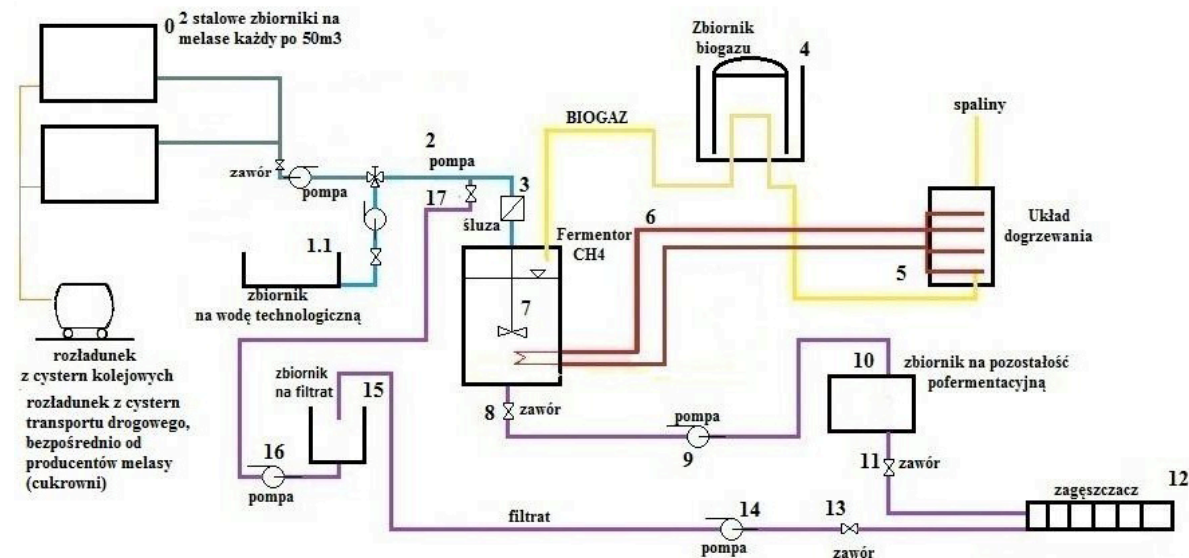 0
2 stalowe zbiorniki na
melase każdy po 50m3
Zbiornik
biogazu
4
spaliny
BIOGAZ
2
pompa
zawór
pompa
17
3
śluza
6
Układ
dogrzewania
Fermentor
CH4
1.1
5
zbiornik
na wodę technologiczną
7
rozładunek
z cystern kolejowych
rozładunek z cystern
transportu drogowego,
bezpośrednio od
producentów melasy
(cukrowni)
zbiornik
na filtrat
15
8
zawór
pompa
9
10
zbiornik na pozostałość
pofermentacyjną
11
zawór
16
pompa
zagęszczacz
12
filtrat
14
pompa
13
zawór